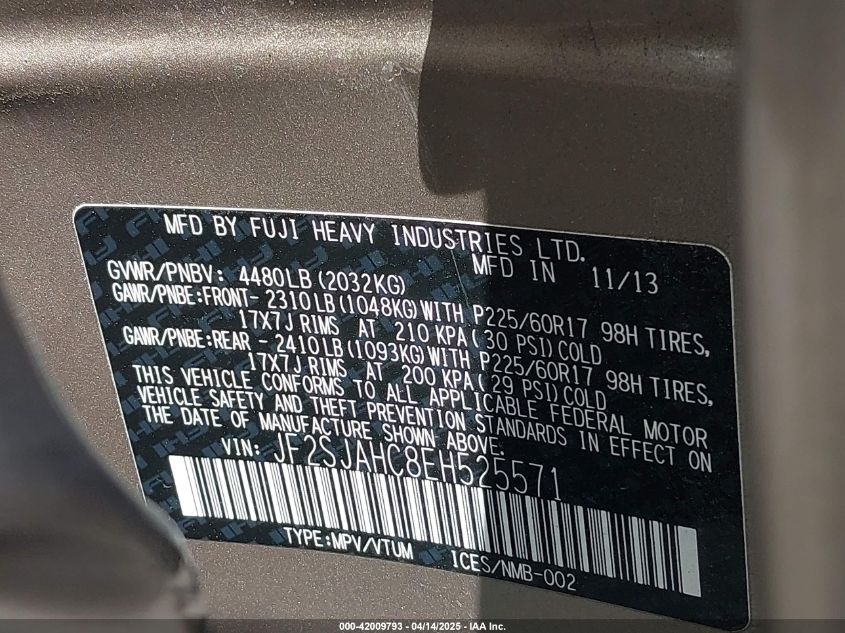 MFD BY FUJI HEAVY INDUSTRIES LTD.
GVWR/PNBV: 4480LB (2032KG) MFD IN 11/13
GAWR/PNBE:FRONT- 2310LB (1048KG) WITH P225/60R17 98H TIRES,
17X7J RIMS AT 210 KPA (30 PSI) COLD
GAWR/PNBE:REAR - 2410LB (1093KG) WITH P225/60R17 98H TIRES,
17X7J RIMS AT 200 KPA (29 PSI) COLD
THIS VEHICLE CONFORMS TO ALL APPLICABLE FEDERAL MOTOR
VEHICLE SAFETY AND THEFT PREVENTION STANDARDS IN EFFECT ON
THE DATE OF MANUFACTURE SHOWN ABOVE.
VIN: JF2SJAHC8EH525571
TYPE:MPV/VTUM ICES/NMB-002
000-42009793 - 04/14/2025 - IAA Inc.